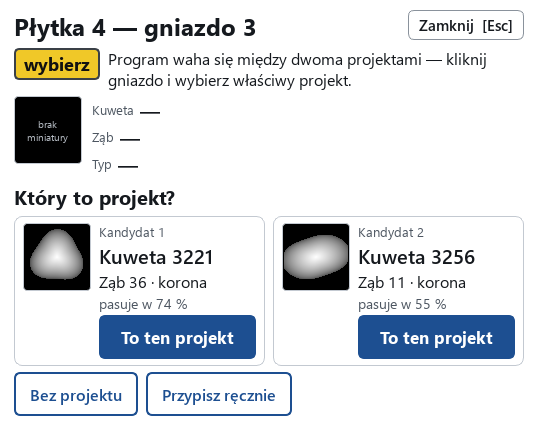 Płytka 4 — gniazdo 3
Zamknij [Esc]
wybierz
Program waha się między dwoma projektami — kliknij
gniazdo i wybierz właściwy projekt.
brak
miniatury
Kuweta —
Ząb —
Typ —
Który to projekt?
Kandydat 1
Kuweta 3221
Ząb 36 · korona
pasuje w 74 %
To ten projekt
Kandydat 2
Kuweta 3256
Ząb 11 · korona
pasuje w 55 %
To ten projekt
Bez projektu
Przypisz ręcznie